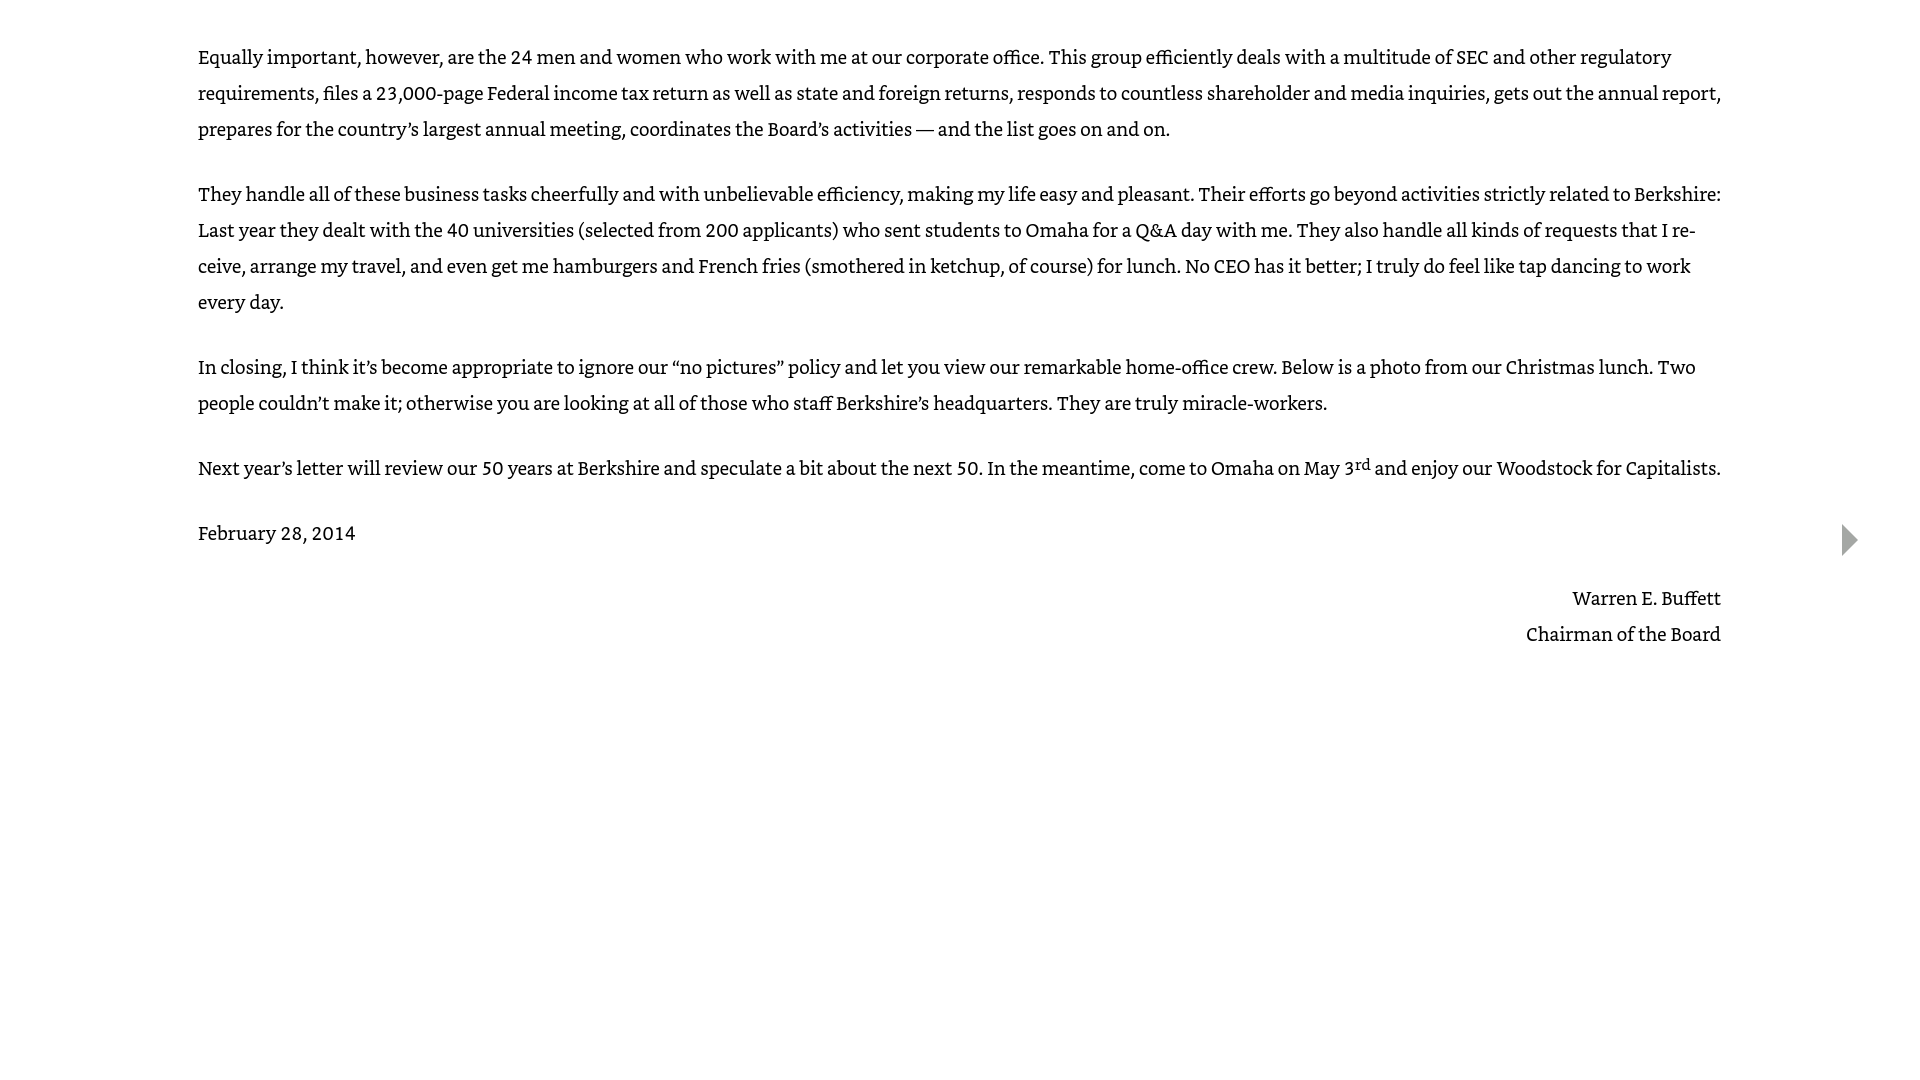 Equally important, however, are the 24 men and women who work with me at our corporate office. This group efficiently deals with a multitude of SEC and other regulatory
requirements, files a 23,000-page Federal income tax return as well as state and foreign returns, responds to countless shareholder and media inquiries, gets out the annual report,
prepares for the country’s largest annual meeting, coordinates the Board’s activities — and the list goes on and on.
They handle all of these business tasks cheerfully and with unbelievable efficiency, making my life easy and pleasant. Their efforts go beyond activities strictly related to Berkshire:
Last year they dealt with the 40 universities (selected from 200 applicants) who sent students to Omaha for a Q&A day with me. They also handle all kinds of requests that I re-
ceive, arrange my travel, and even get me hamburgers and French fries (smothered in ketchup, of course) for lunch. No CEO has it better; I truly do feel like tap dancing to work
every day.
In closing, I think it’s become appropriate to ignore our “no pictures” policy and let you view our remarkable home-office crew. Below is a photo from our Christmas lunch. Two
people couldn’t make it; otherwise you are looking at all of those who staff Berkshire’s headquarters. They are truly miracle-workers.
Next year’s letter will review our 50 years at Berkshire and speculate a bit about the next 50. In the meantime, come to Omaha on May 3rd and enjoy our Woodstock for Capitalists.
February 28, 2014
Warren E. Buffett
Chairman of the Board